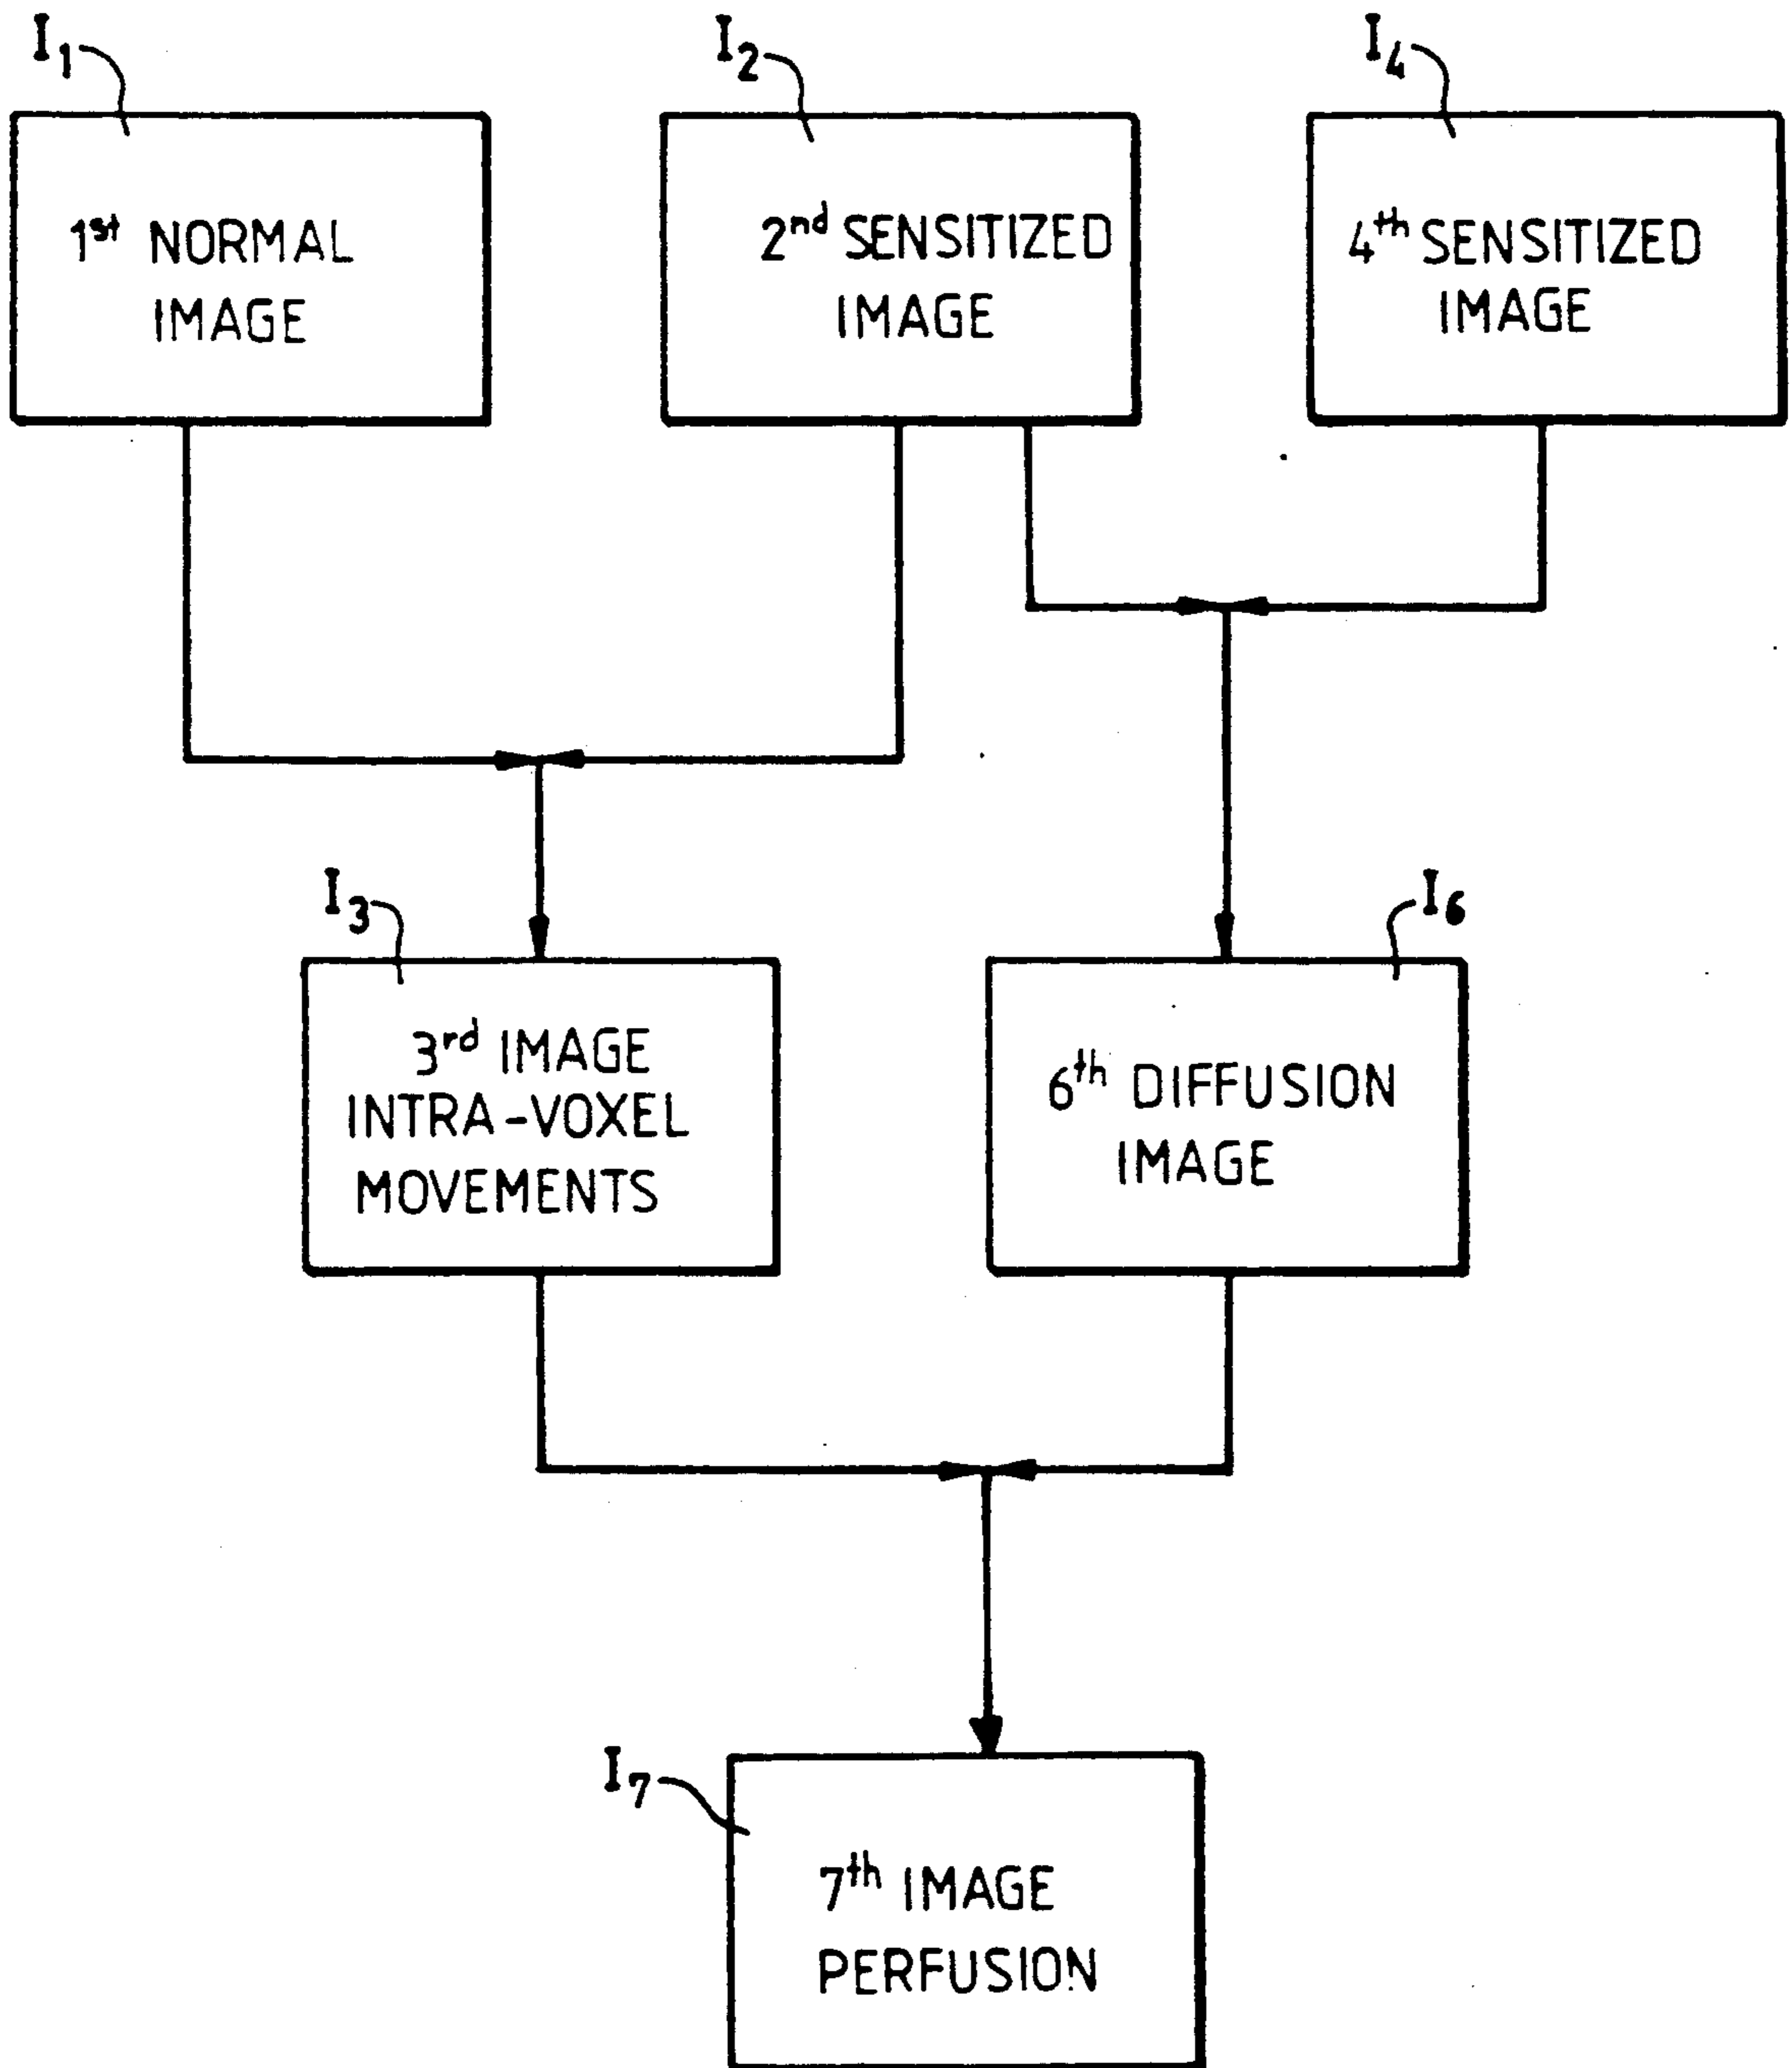 I1
I2
I4
1st NORMAL
IMAGE
2nd SENSITIZED
IMAGE
4th SENSITIZED
IMAGE
I3
I6
3rd IMAGE
INTRA-VOXEL
MOVEMENTS
6th DIFFUSION
IMAGE
I7
7th IMAGE
PERFUSION